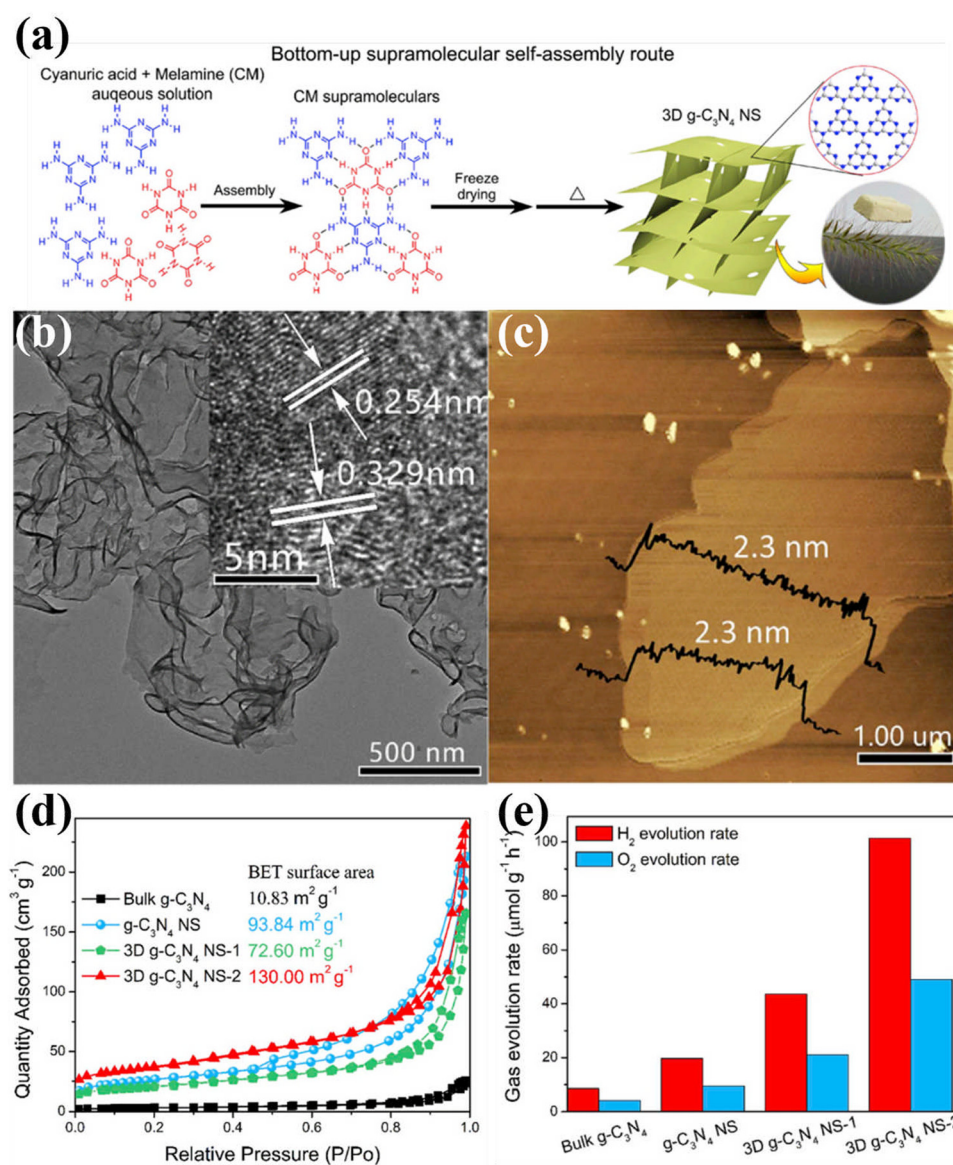 (a)
Bottom-up supramolecular self-assembly route
Cyanuric acid + Melamine (CM)
auqeous solution
CM supramoleculars
3D g-C₃N₄ NS
Assembly
Freeze
drying
△
(b)
0.254nm
0.329nm
5nm
500 nm
(c)
2.3 nm
2.3 nm
1.00 um
(d)
Quantity Adsorbed (cm³ g⁻¹)
200
150
100
50
0
BET surface area
Bulk g-C₃N₄ 10.83 m² g⁻¹
g-C₃N₄ NS 93.84 m² g⁻¹
3D g-C₃N₄ NS-1 72.60 m² g⁻¹
3D g-C₃N₄ NS-2 130.00 m² g⁻¹
0.0 0.2 0.4 0.6 0.8 1.0
Relative Pressure (P/Po)
(e)
Gas evolution rate (μmol g⁻¹ h⁻¹)
100
80
60
40
20
0
H₂ evolution rate
O₂ evolution rate
Bulk g-C₃N₄
g-C₃N₄ NS
3D g-C₃N₄ NS-1
3D g-C₃N₄ NS-2